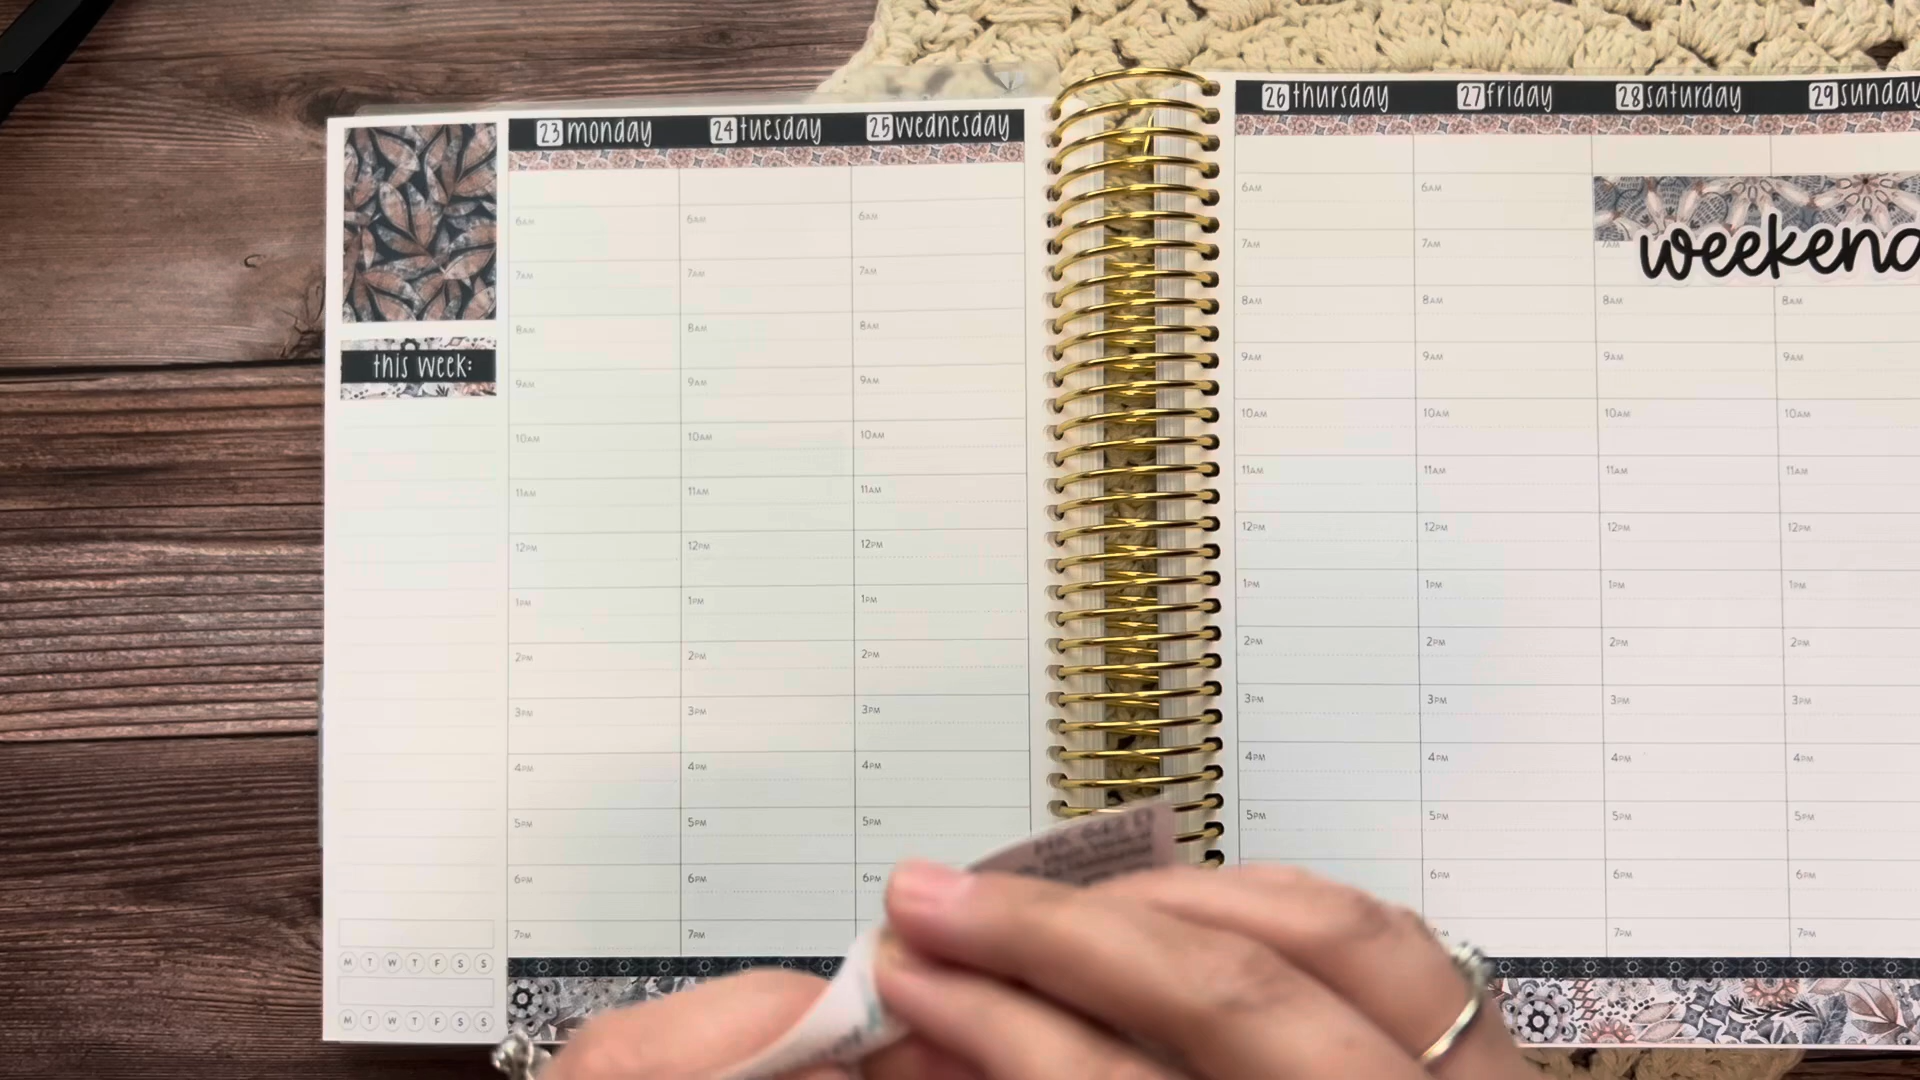 23 monday 24 tuesday 25 wednesday
26 thursday 27 friday 28 saturday 29 sunday
this week:
weekend
6AM 6AM 6AM 6AM 6AM
7AM 7AM 7AM 7AM 7AM 7AM
8AM 8AM 8AM 8AM 8AM 8AM 8AM
9AM 9AM 9AM 9AM 9AM 9AM 9AM
10AM 10AM 10AM 10AM 10AM 10AM 10AM
11AM 11AM 11AM 11AM 11AM 11AM 11AM
12PM 12PM 12PM 12PM 12PM 12PM 12PM
1PM 1PM 1PM 1PM 1PM 1PM 1PM
2PM 2PM 2PM 2PM 2PM 2PM 2PM
3PM 3PM 3PM 3PM 3PM 3PM 3PM
4PM 4PM 4PM 4PM 4PM 4PM 4PM
5PM 5PM 5PM 5PM 5PM 5PM 5PM
6PM 6PM 6PM 6PM 6PM 6PM
7PM 7PM 7PM 7PM
M T W T F S S
M T W T F S S